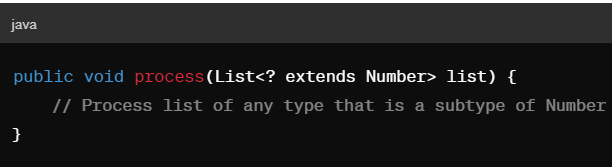 java
public void process(List<? extends Number> list) {
    // Process list of any type that is a subtype of Number
}